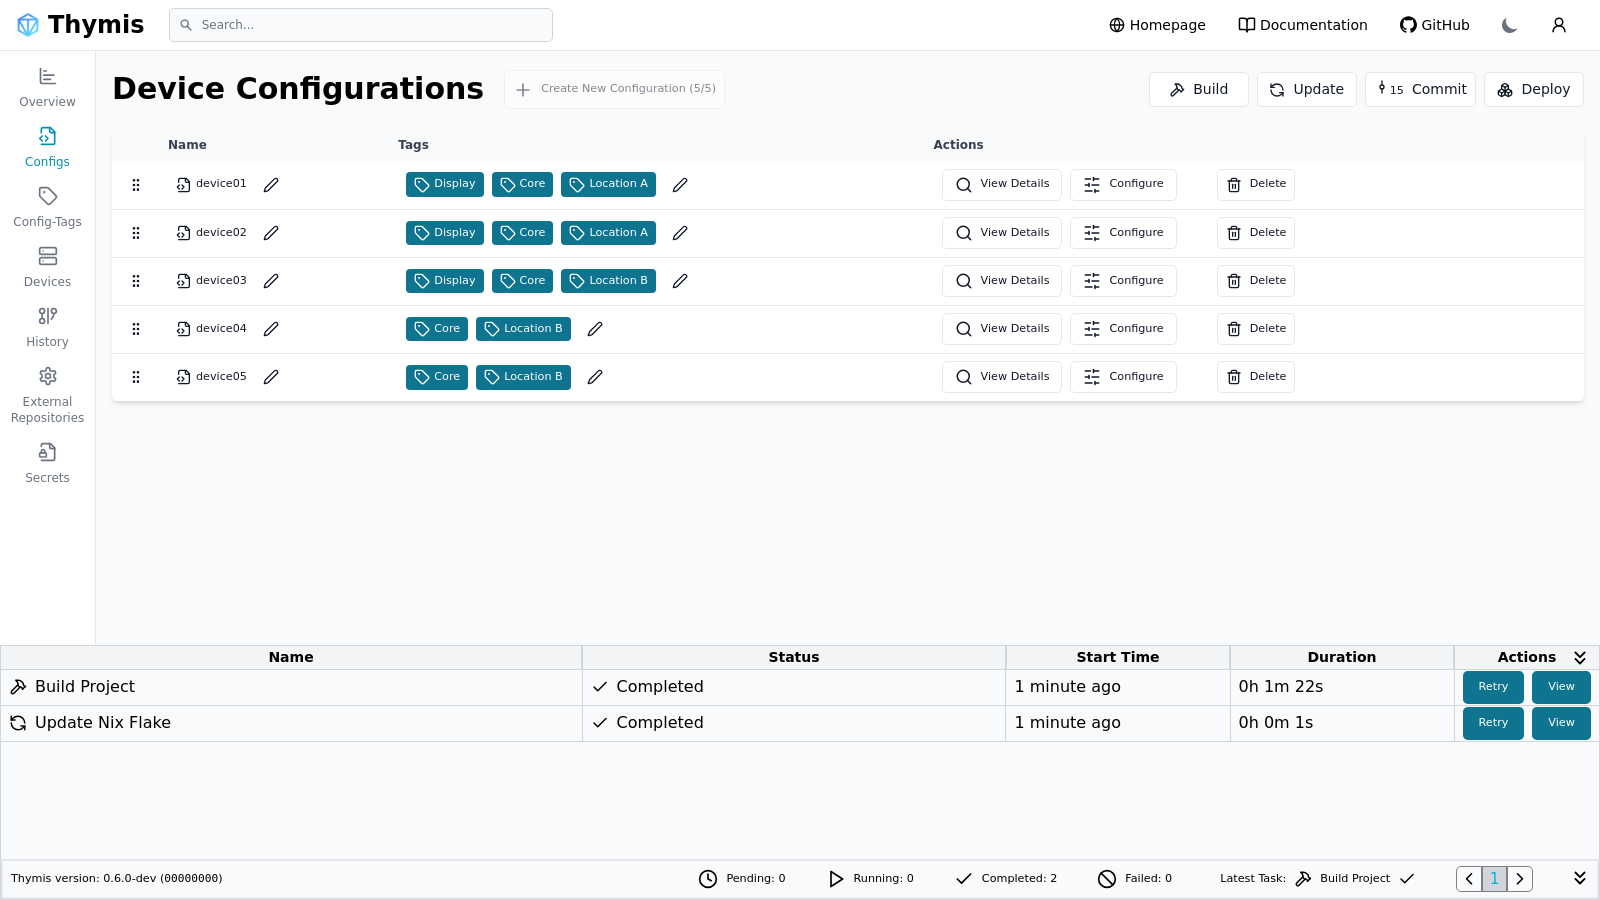 Thymis Search... Homepage Documentation GitHub
Overview
Configs
Config-Tags
Devices
History
External
Repositories
Secrets
Device Configurations Create New Configuration (5/5) Build Update 15 Commit Deploy
Name Tags Actions
device01 Display Core Location A View Details Configure Delete
device02 Display Core Location A View Details Configure Delete
device03 Display Core Location B View Details Configure Delete
device04 Core Location B View Details Configure Delete
device05 Core Location B View Details Configure Delete
Name Status Start Time Duration Actions
Build Project Completed 1 minute ago 0h 1m 22s Retry View
Update Nix Flake Completed 1 minute ago 0h 0m 1s Retry View
Thymis version: 0.6.0-dev (00000000) Pending: 0 Running: 0 Completed: 2 Failed: 0 Latest Task: Build Project 1